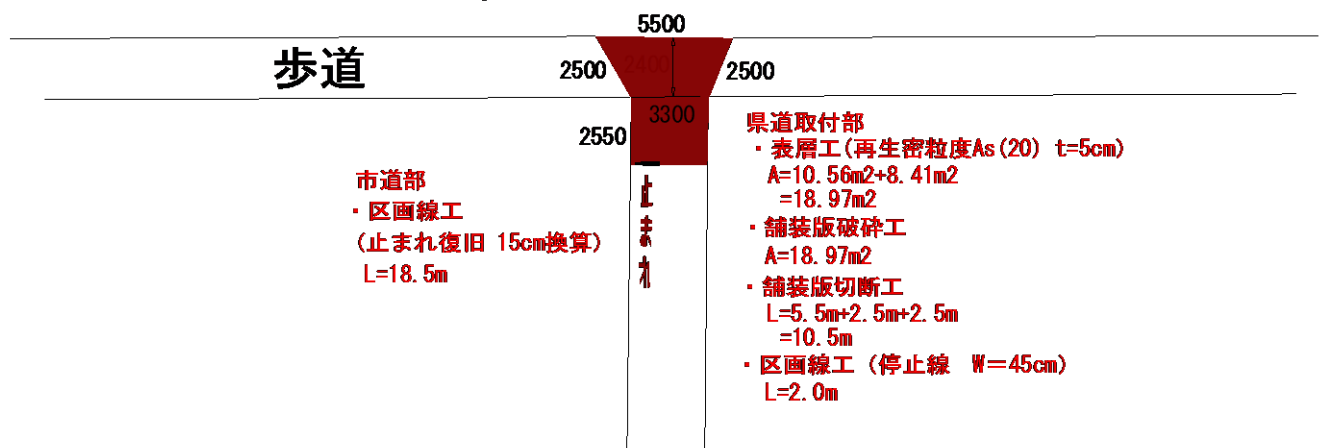 5500
歩道
2500
2400
2500
3300
2550
県道取付部
・表層工(再生密粒度As(20) t=5cm)
A=10.56m2+8.41m2
=18.97m2
・舗装版破砕工
A=18.97m2
・舗装版切断工
L=5.5m+2.5m+2.5m
=10.5m
・区画線工(停止線 W=45cm)
L=2.0m
市道部
・区画線工
(止まれ復旧 15cm換算)
L=18.5m
止まれ